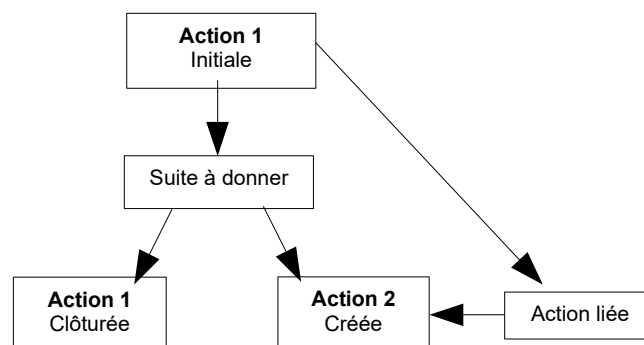 Action 1
Initiale
Suite à donner
Action 1
Clôturée
Action 2
Créée
Action liée